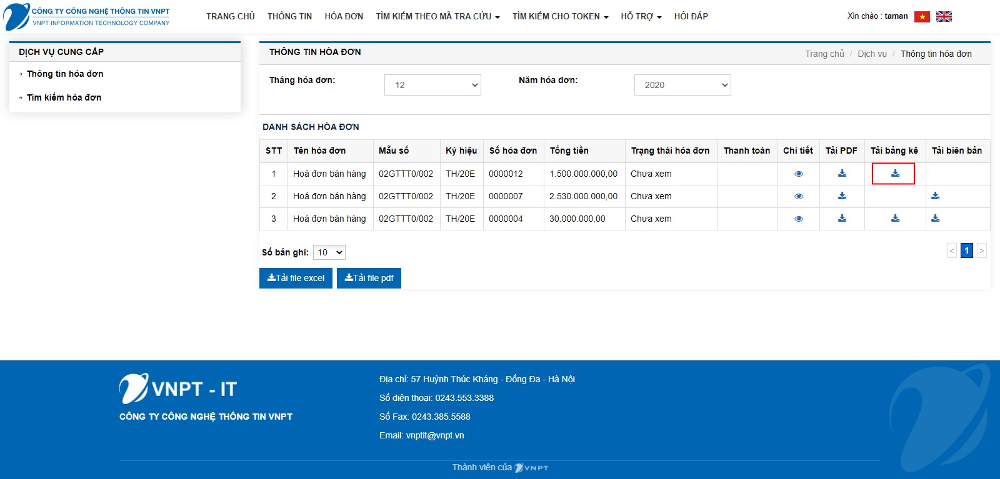 CÔNG TY CÔNG NGHỆ THÔNG TIN VNPT
VNPT INFORMATION TECHNOLOGY COMPANY
TRANG CHỦ THÔNG TIN HÓA ĐƠN TÌM KIẾM THEO MÃ TRA CỨU TÌM KIẾM CHO TOKEN HỖ TRỢ HỎI ĐÁP
Xin chào : taman
DỊCH VỤ CUNG CẤP
Thông tin hóa đơn
Tìm kiếm hóa đơn
THÔNG TIN HÓA ĐƠN
Trang chủ / Dịch vụ / Thông tin hóa đơn
Tháng hóa đơn: 12 Năm hóa đơn: 2020
DANH SÁCH HÓA ĐƠN
STT Tên hóa đơn Mẫu số Ký hiệu Số hóa đơn Tổng tiền Trạng thái hóa đơn Thanh toán Chi tiết Tải PDF Tải bảng kê Tải biên bản
1 Hoá đơn bán hàng 02GTTT0/002 TH/20E 0000012 1.500.000.000,00 Chưa xem
2 Hoá đơn bán hàng 02GTTT0/002 TH/20E 0000007 2.530.000.000,00 Chưa xem
3 Hoá đơn bán hàng 02GTTT0/002 TH/20E 0000004 30.000.000,00 Chưa xem
Số bản ghi: 10
< 1 >
Tải file excel Tải file pdf
VNPT - IT
CÔNG TY CÔNG NGHỆ THÔNG TIN VNPT
Địa chỉ: 57 Huỳnh Thúc Kháng - Đống Đa - Hà Nội
Số điện thoại: 0243.553.3388
Số Fax: 0243.385.5588
Email: vnptit@vnpt.vn
Thành viên của VNPT